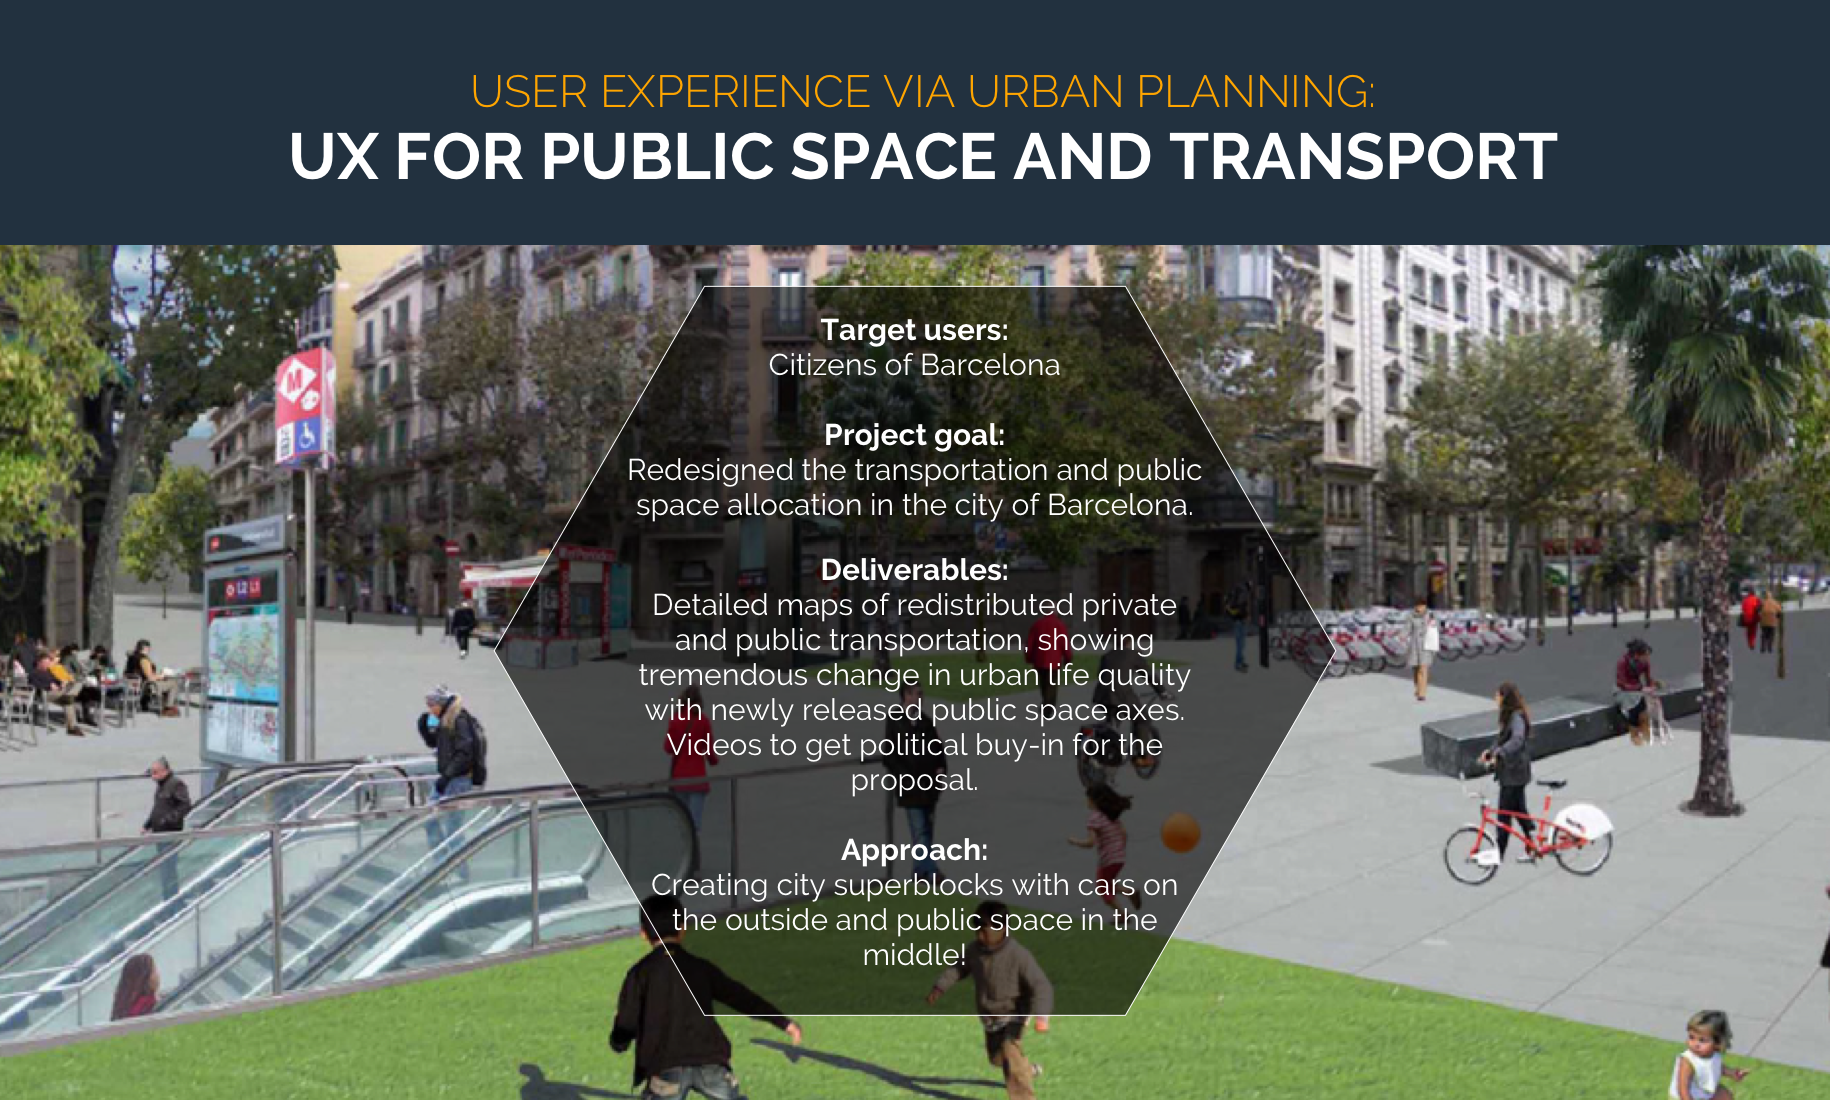 USER EXPERIENCE VIA URBAN PLANNING:
UX FOR PUBLIC SPACE AND TRANSPORT
Target users:
Citizens of Barcelona
Project goal:
Redesigned the transportation and public
space allocation in the city of Barcelona.
Deliverables:
Detailed maps of redistributed private
and public transportation, showing
tremendous change in urban life quality
with newly released public space axes.
Videos to get political buy-in for the
proposal.
Approach:
Creating city superblocks with cars on
the outside and public space in the
middle!
M
L2 L3